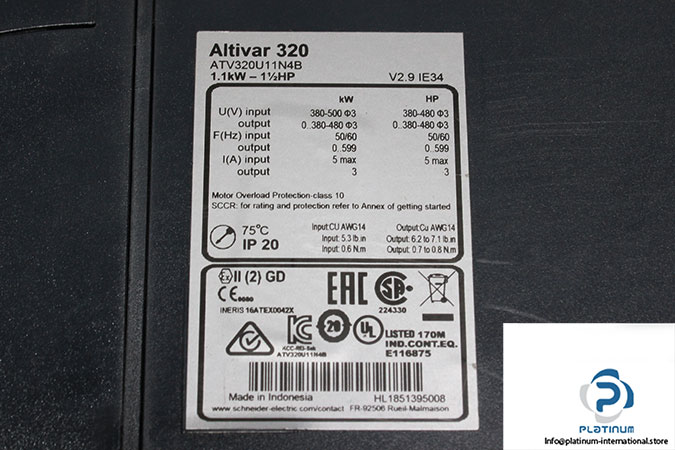 Altivar 320
ATV320U11N4B
1.1kW – 1½HP V2.9 IE34
kW HP
U(V) input 380-500 Φ3 380-480 Φ3
output 0..380-480 Φ3 0..380-480 Φ3
F(Hz) input 50/60 50/60
output 0..599 0..599
I(A) input 5 max 5 max
output 3 3
Motor Overload Protection-class 10
SCCR: for rating and protection refer to Annex of getting started
75°C
IP 20
Input:CU AWG14 Output:Cu AWG14
Input: 5.3 lb.in Output: 6.2 to 7.1 lb.in
Input: 0.6 N.m Output: 0.7 to 0.8 N.m
Ex II (2) GD
CE 0080
INERIS 16ATEX0042X
EAC
SP
224330
KC
20
UL
LISTED 170M
IND.CONT.EQ.
E116875
ATV320U11N4B
Made in Indonesia HL1851395008
www.schneider-electric.com/contact FR-92506 Rueil-Malmaison
PLATINUM
Info@platinum-international.store